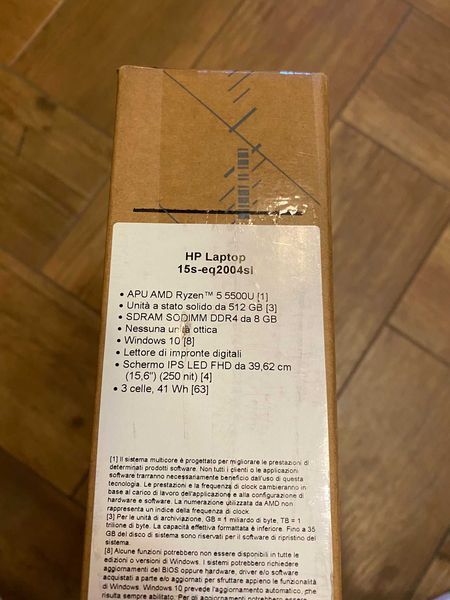 HP Laptop
15s-eq2004sl
• APU AMD Ryzen™ 5 5500U [1]
• Unità a stato solido da 512 GB [3]
• SDRAM SODIMM DDR4 da 8 GB
• Nessuna unità ottica
• Windows 10 [8]
• Lettore di impronte digitali
• Schermo IPS LED FHD da 39,62 cm
(15,6") (250 nit) [4]
• 3 celle, 41 Wh [63]
[1] Il sistema multicore è progettato per migliorare le prestazioni di
determinati prodotti software. Non tutti i clienti o le applicazioni
software trarranno necessariamente beneficio dall'uso di questa
tecnologia. Le prestazioni e la frequenza di clock cambieranno in
base al carico di lavoro dell'applicazione e alla configurazione di
hardware e software. La numerazione utilizzata da AMD non
rappresenta un indice della frequenza di clock.
[3] Per le unità di archiviazione, GB = 1 miliardo di byte, TB = 1
trilione di byte. La capacità effettiva formattata è inferiore. Fino a 35
GB del disco di sistema sono riservati per il software di ripristino del
sistema.
[8] Alcune funzioni potrebbero non essere disponibili in tutte le
edizioni o versioni di Windows. I sistemi potrebbero richiedere
aggiornamenti del BIOS oppure hardware, driver e/o software
acquistati a parte e/o aggiornati per sfruttare appieno le funzionalità
di Windows. Windows 10 prevede l'aggiornamento automatico, che
risulta sempre abilitato. Per gli aggiornamenti potrebbero essere